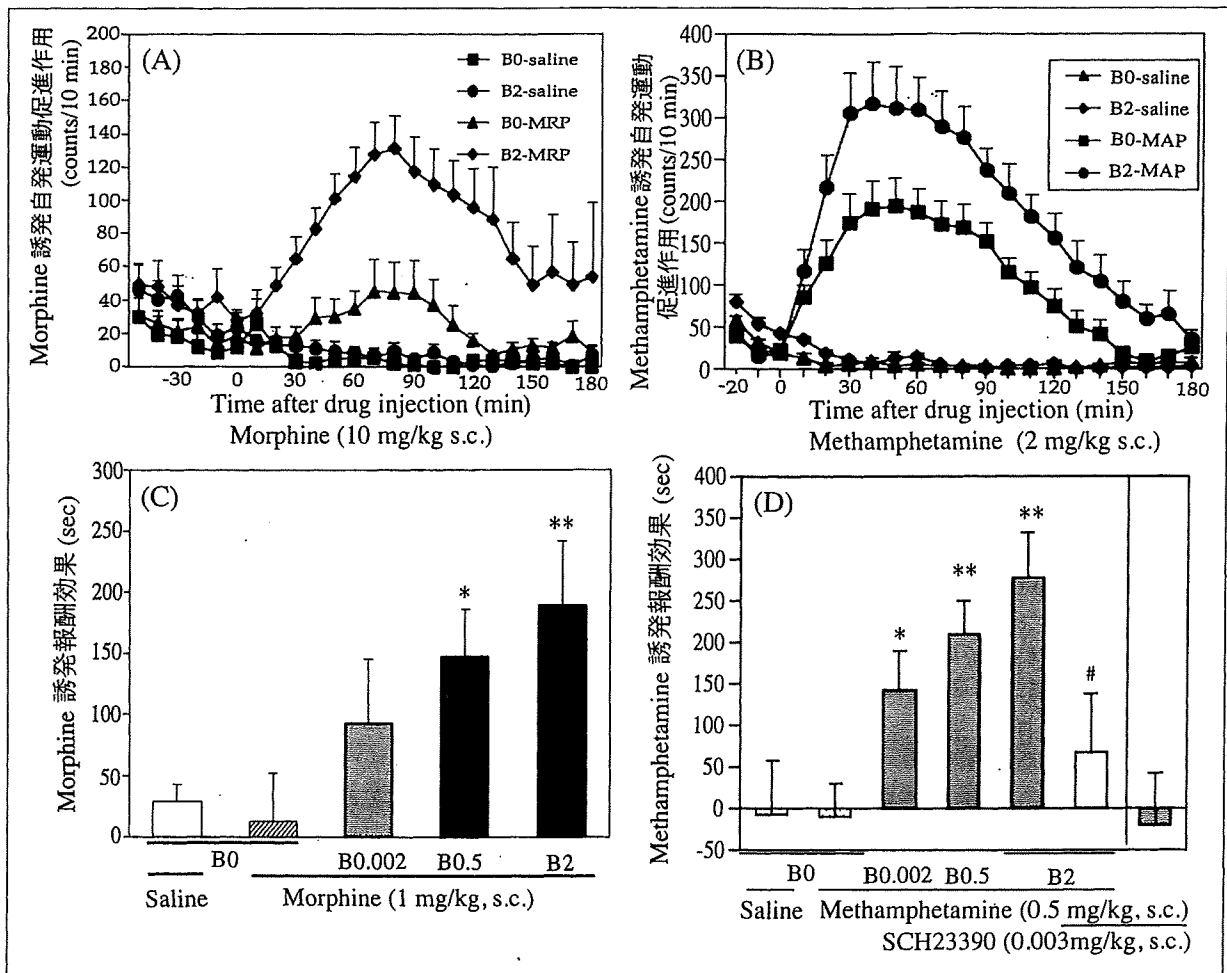 (A)
Morphine 誘発自発運動促進作用
(counts/10 min)
200
180
160
140
120
100
80
60
40
20
0
B0-saline
B2-saline
B0-MRP
B2-MRP
-30 0 30 60 90 120 150 180
Time after drug injection (min)
Morphine (10 mg/kg s.c.)
(B)
Methamphetamine 誘発自発運動
促進作用(counts/10 min)
400
350
300
250
200
150
100
50
0
B0-saline
B2-saline
B0-MAP
B2-MAP
-20 0 30 60 90 120 150 180
Time after drug injection (min)
Methamphetamine (2 mg/kg s.c.)
(C)
Morphine 誘発報酬効果 (sec)
300
250
200
150
100
50
0
*
**
B0 B0.002 B0.5 B2
Saline Morphine (1 mg/kg, s.c.)
(D)
Methamphetamine 誘発報酬効果 (sec)
400
350
300
250
200
150
100
50
0
-50
*
**
**
#
B0 B0.002 B0.5 B2
Saline Methamphetamine (0.5 mg/kg, s.c.)
SCH23390 (0.003mg/kg, s.c.)